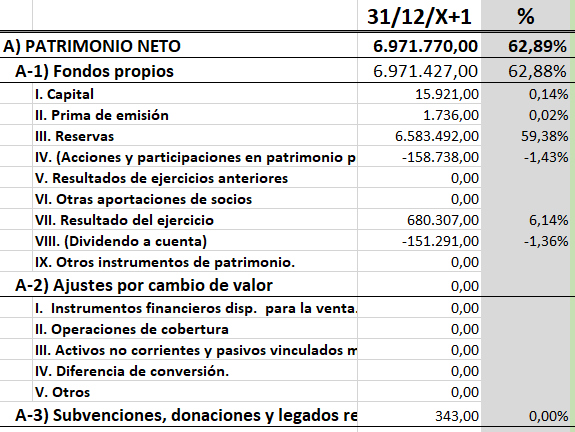 31/12/X+1 %
A) PATRIMONIO NETO 6.971.770,00 62,89%
A-1) Fondos propios 6.971.427,00 62,88%
I. Capital 15.921,00 0,14%
II. Prima de emisión 1.736,00 0,02%
III. Reservas 6.583.492,00 59,38%
IV. (Acciones y participaciones en patrimonio p -158.738,00 -1,43%
V. Resultados de ejercicios anteriores 0,00
VI. Otras aportaciones de socios 0,00
VII. Resultado del ejercicio 680.307,00 6,14%
VIII. (Dividendo a cuenta) -151.291,00 -1,36%
IX. Otros instrumentos de patrimonio. 0,00
A-2) Ajustes por cambio de valor 0,00
I. Instrumentos financieros disp. para la venta. 0,00
II. Operaciones de cobertura 0,00
III. Activos no corrientes y pasivos vinculados m 0,00
IV. Diferencia de conversión. 0,00
V. Otros 0,00
A-3) Subvenciones, donaciones y legados re 343,00 0,00%